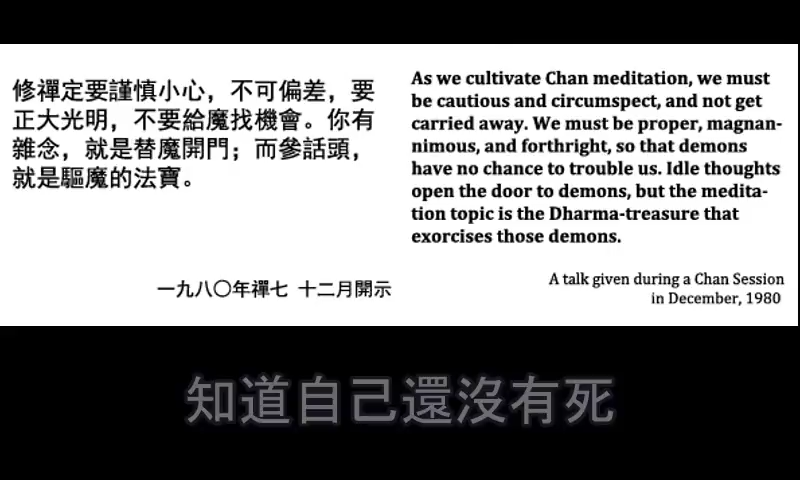 修禪定要謹慎小心，不可偏差，要
正大光明，不要給魔找機會。你有
雜念，就是替魔開門；而參話頭，
就是驅魔的法寶。
一九八〇年禪七 十二月開示
As we cultivate Chan meditation, we must
be cautious and circumspect, and not get
carried away. We must be proper, magnan-
nimous, and forthright, so that demons
have no chance to trouble us. Idle thoughts
open the door to demons, but the medita-
tion topic is the Dharma-treasure that
exorcises those demons.
A talk given during a Chan Session
in December, 1980
知道自己還沒有死